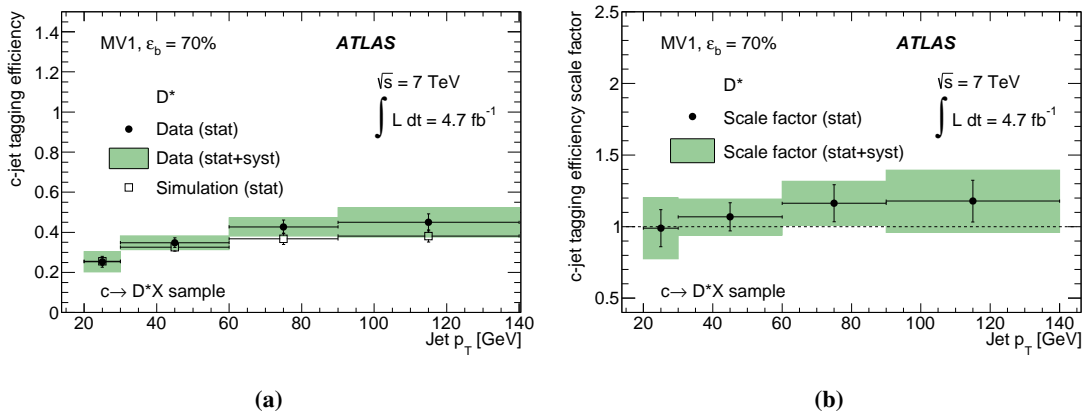 c-jet tagging efficiency
1.4
1.2
1
0.8
0.6
0.4
0.2
0
MV1, ε_b = 70%
ATLAS
√s = 7 TeV
∫ L dt = 4.7 fb⁻¹
D*
Data (stat)
Data (stat+syst)
Simulation (stat)
c→ D*X sample
20 40 60 80 100 120 140
Jet p_T [GeV]
(a)
c-jet tagging efficiency scale factor
2.5
2
1.5
1
0.5
MV1, ε_b = 70%
ATLAS
√s = 7 TeV
∫ L dt = 4.7 fb⁻¹
D*
Scale factor (stat)
Scale factor (stat+syst)
c→ D*X sample
20 40 60 80 100 120 140
Jet p_T [GeV]
(b)